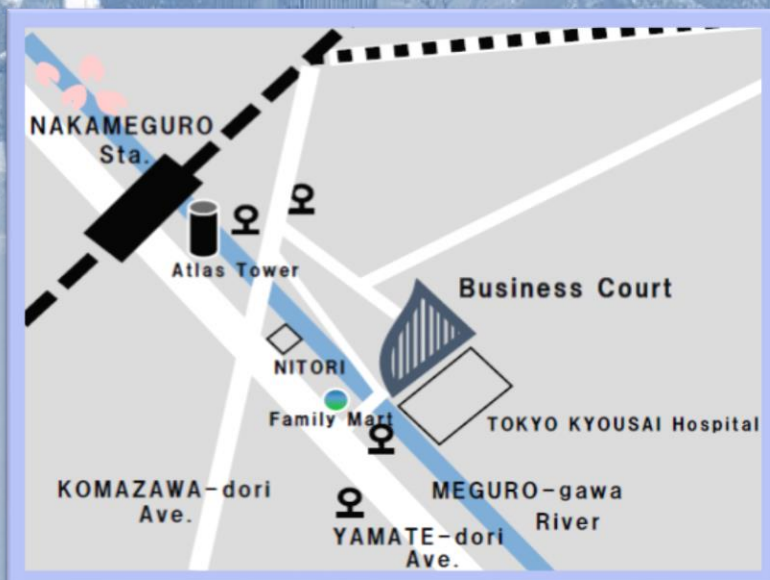 NAKAMEGURO
Sta.
Atlas Tower
Business Court
NITORI
Family Mart
TOKYO KYOUSAI Hospital
KOMAZAWA-dori
Ave.
MEGURO-gawa
River
YAMATE-dori
Ave.